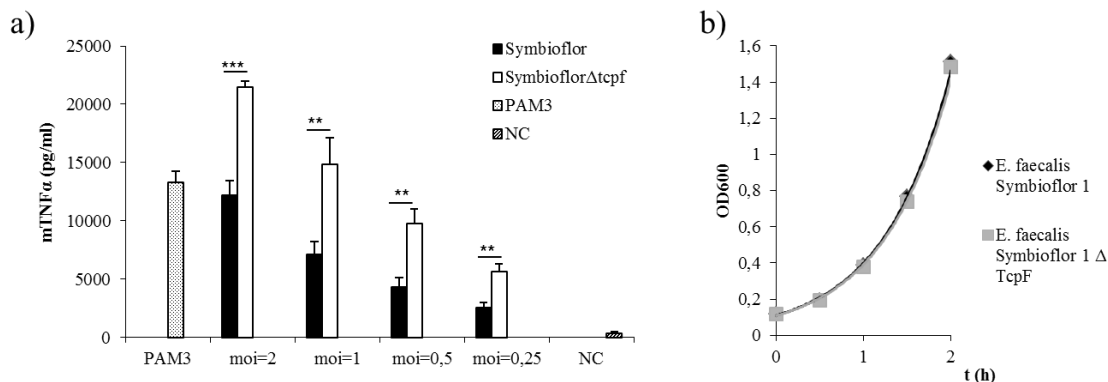 a)
25000
20000
15000
10000
5000
0
mTNFα (pg/ml)
***
**
**
**
Symbioflor
SymbioflorΔtcpf
PAM3
NC
PAM3
moi=2
moi=1
moi=0,5
moi=0,25
NC
b)
1,6
1,4
1,2
1
0,8
0,6
0,4
0,2
0
OD600
0
1
2
t (h)
E. faecalis
Symbioflor 1
E. faecalis
Symbioflor 1 Δ
TcpF